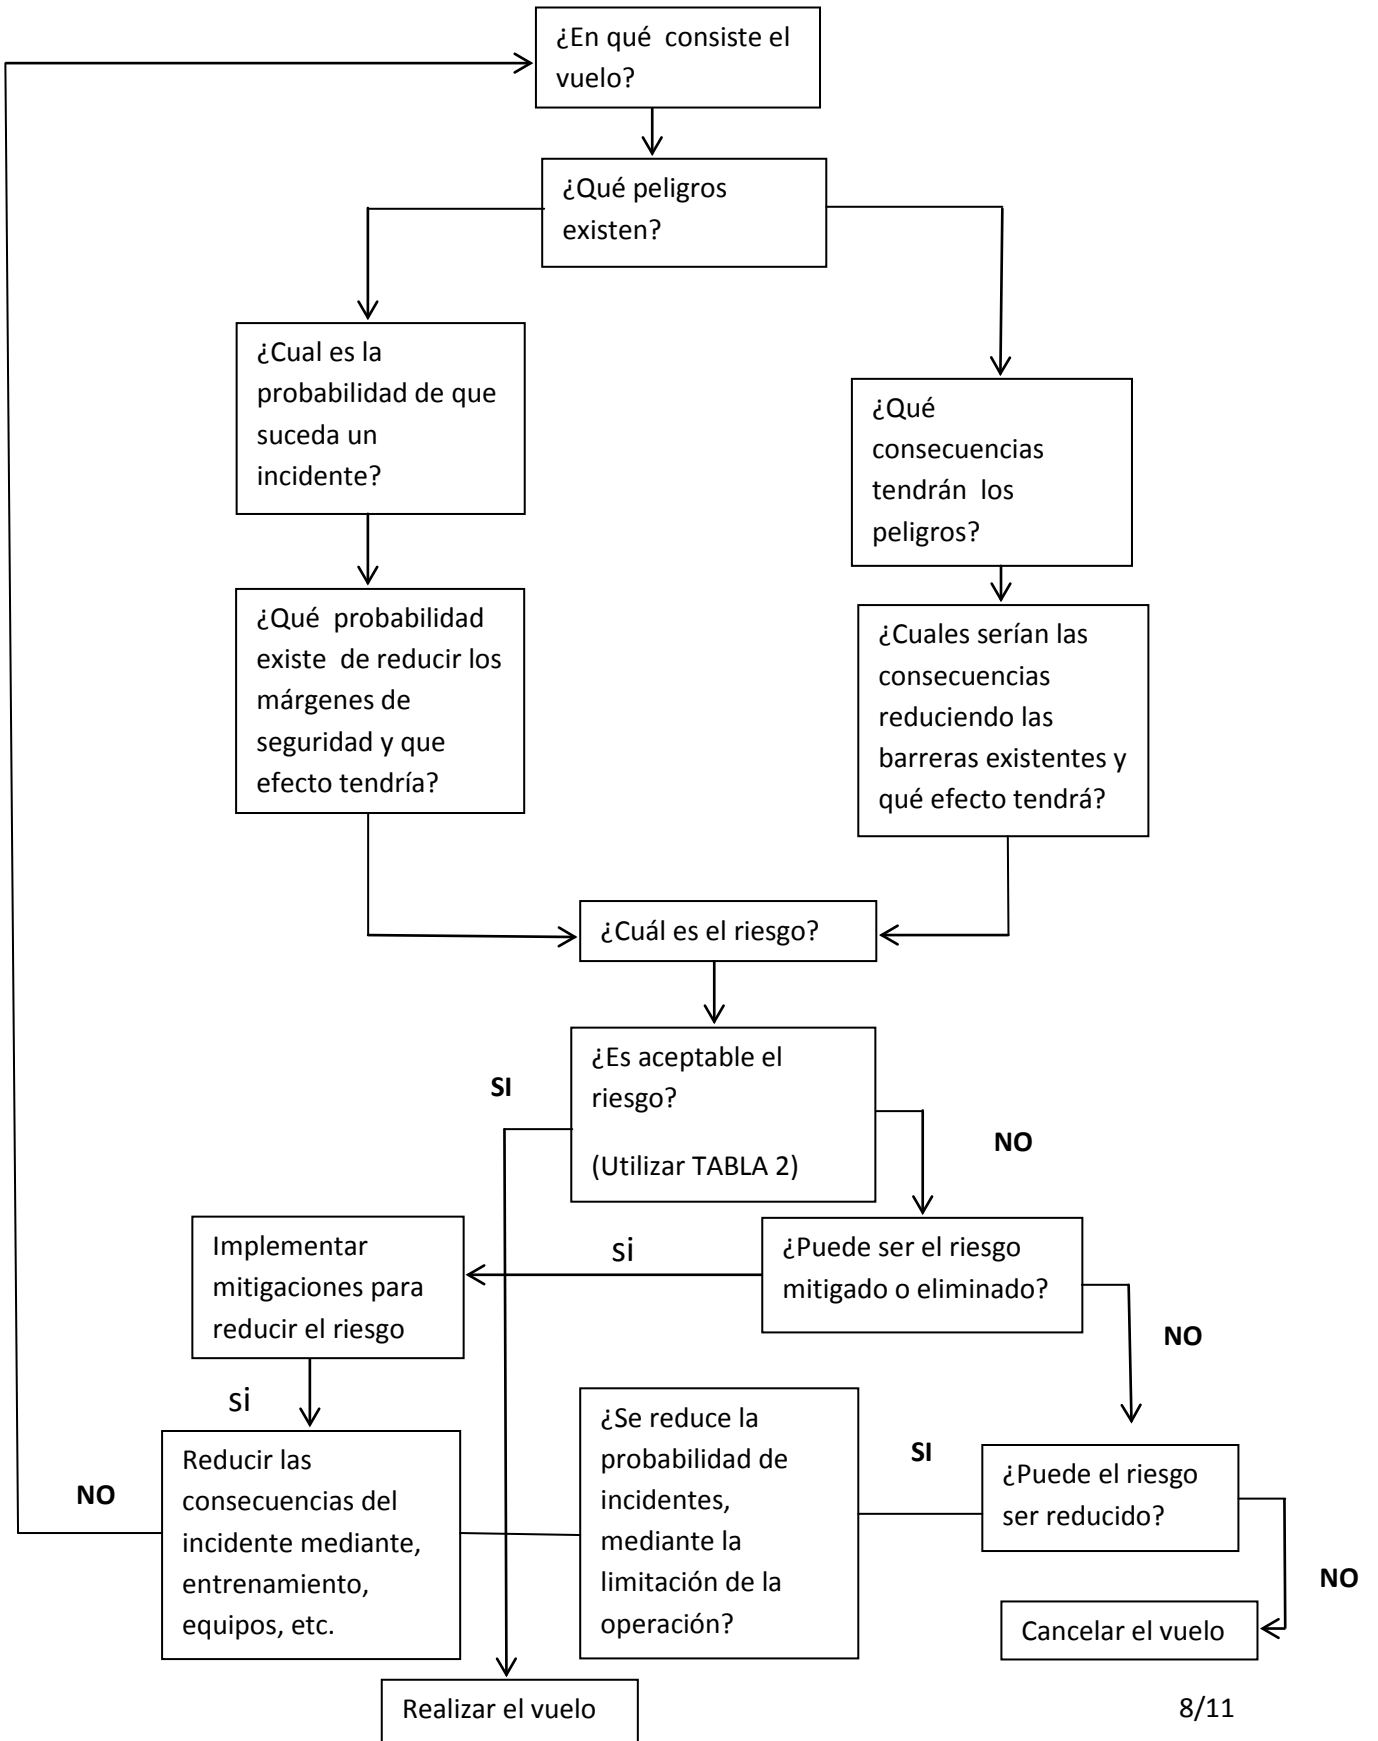 ¿En qué  consiste el
vuelo?
¿Qué peligros
existen?
¿Cual es la
probabilidad de que
suceda un
incidente?
¿Qué
consecuencias
tendrán  los
peligros?
¿Qué  probabilidad
existe  de reducir los
márgenes de
seguridad y que
efecto tendría?
¿Cuales serían las
consecuencias
reduciendo las
barreras existentes y
qué efecto tendrá?
¿Cuál es el riesgo?
SI
¿Es aceptable el
riesgo?
(Utilizar TABLA 2)
NO
Implementar
mitigaciones para
reducir el riesgo
si
¿Puede ser el riesgo
mitigado o eliminado?
NO
si
NO
Reducir las
consecuencias del
incidente mediante,
entrenamiento,
equipos, etc.
¿Se reduce la
probabilidad de
incidentes,
mediante la
limitación de la
operación?
SI
¿Puede el riesgo
ser reducido?
NO
Cancelar el vuelo
Realizar el vuelo
8/11